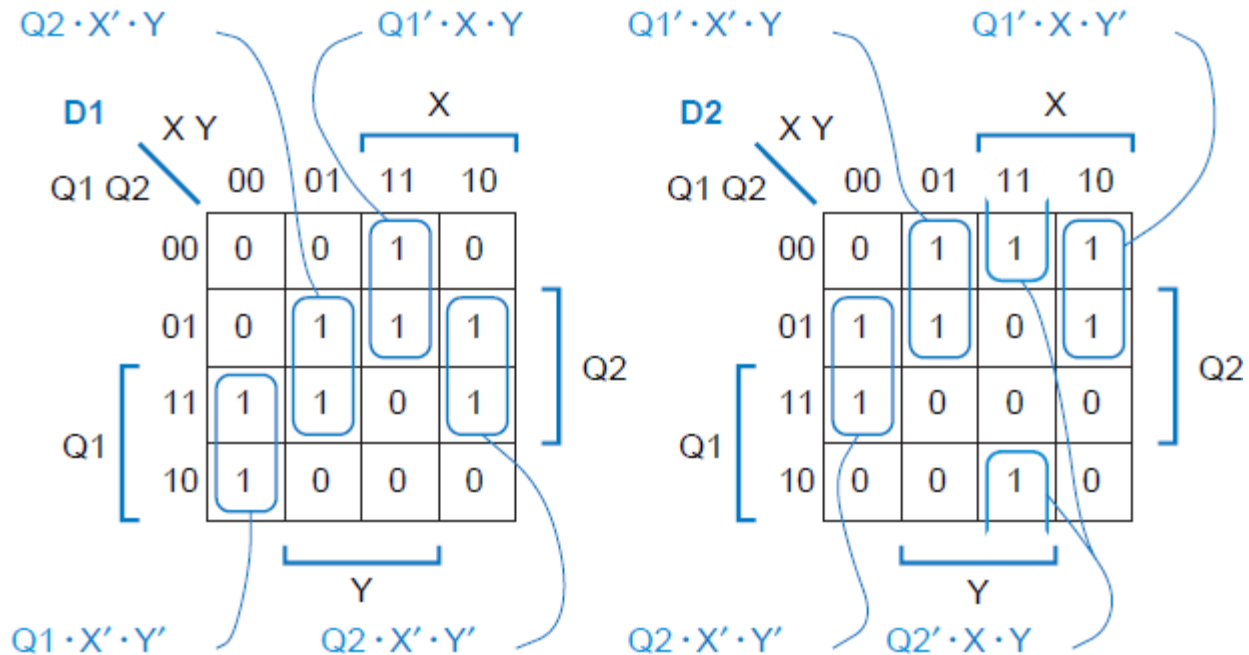 Q2 · X′ · Y Q1′ · X · Y Q1′ · X′ · Y Q1′ · X · Y′
D1 X Y X D2 X Y X
Q1 Q2 00 01 11 10 Q1 Q2 00 01 11 10
00 0 0 1 0 00 0 1 1 1
01 0 1 1 1 01 1 1 0 1
Q2 Q2
11 1 1 0 1 11 1 0 0 0
Q1 Q1
10 1 0 0 0 10 0 0 1 0
Y Y
Q1 · X′ · Y′ Q2 · X′ · Y′ Q2 · X′ · Y′ Q2′ · X · Y